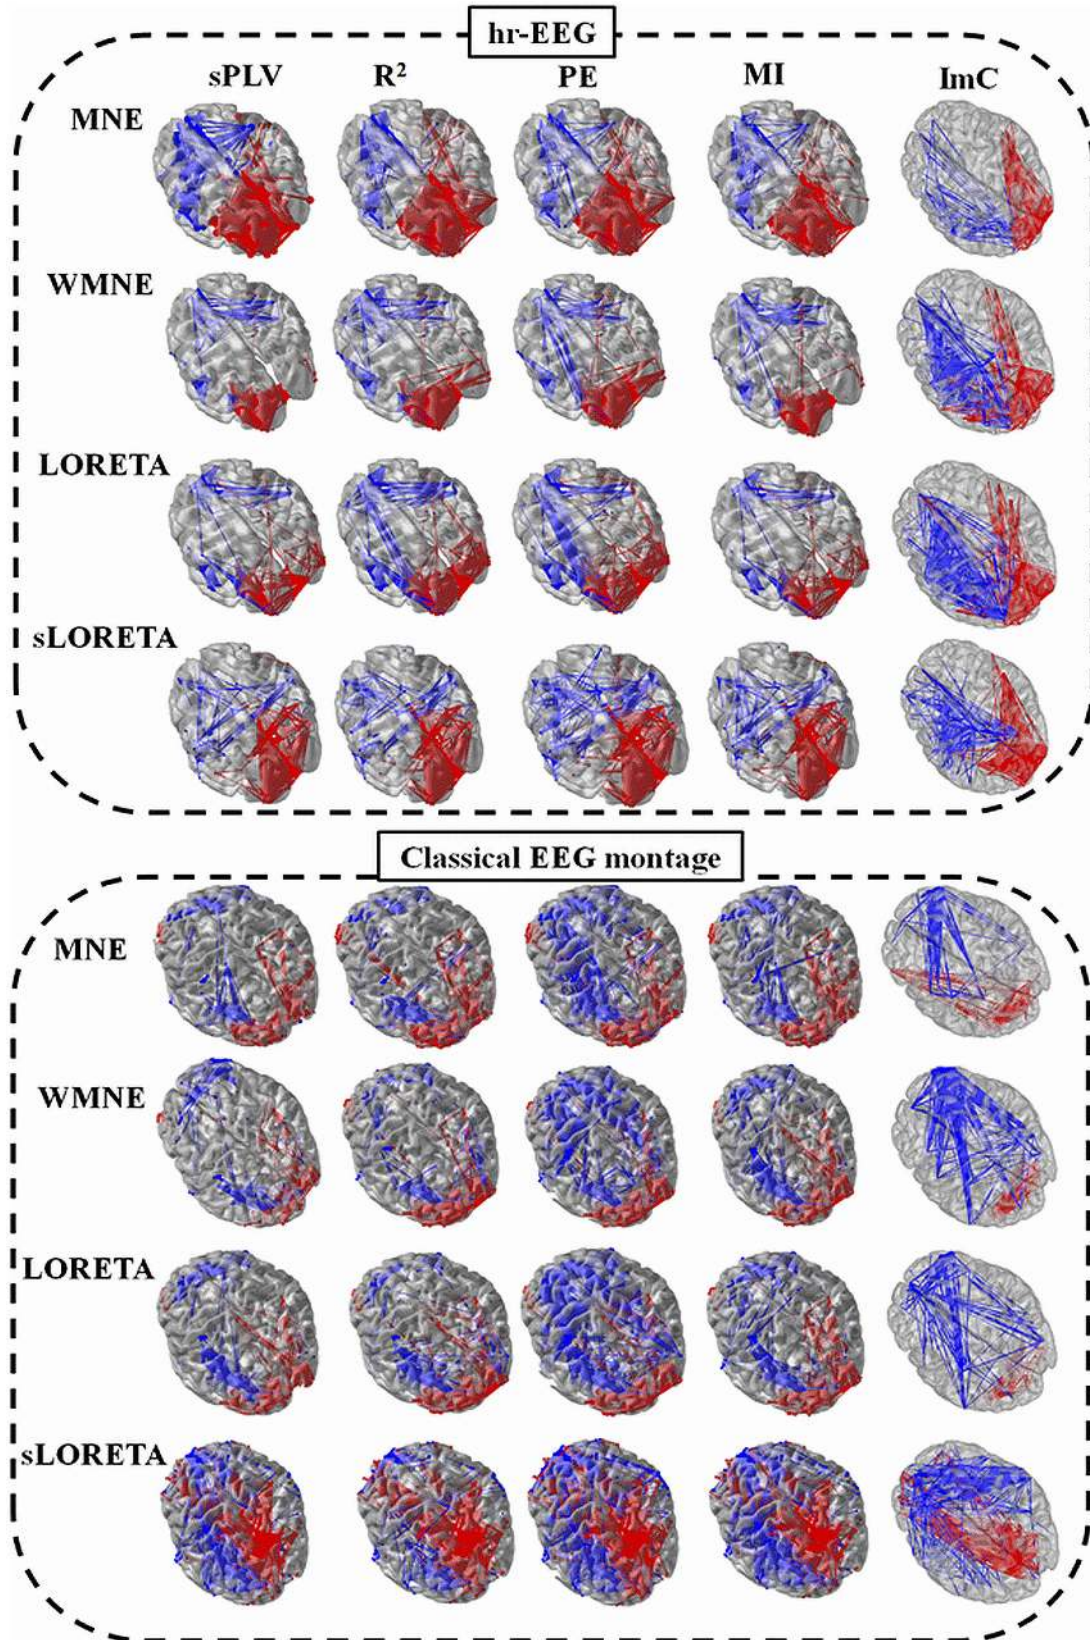 hr-EEG
sPLV R² PE MI ImC
MNE
WMNE
LORETA
sLORETA
Classical EEG montage
MNE
WMNE
LORETA
sLORETA